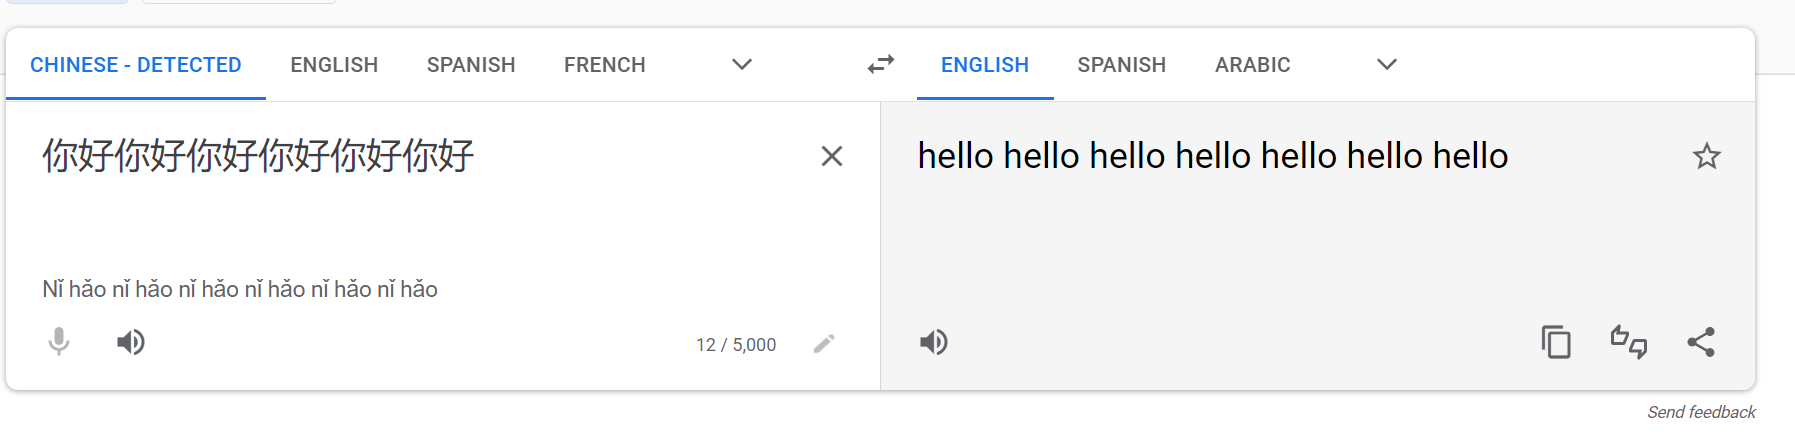 CHINESE - DETECTED ENGLISH SPANISH FRENCH ENGLISH SPANISH ARABIC
你好你好你好你好你好你好
hello hello hello hello hello hello hello
Nǐ hǎo nǐ hǎo nǐ hǎo nǐ hǎo nǐ hǎo nǐ hǎo
12 / 5,000
Send feedback